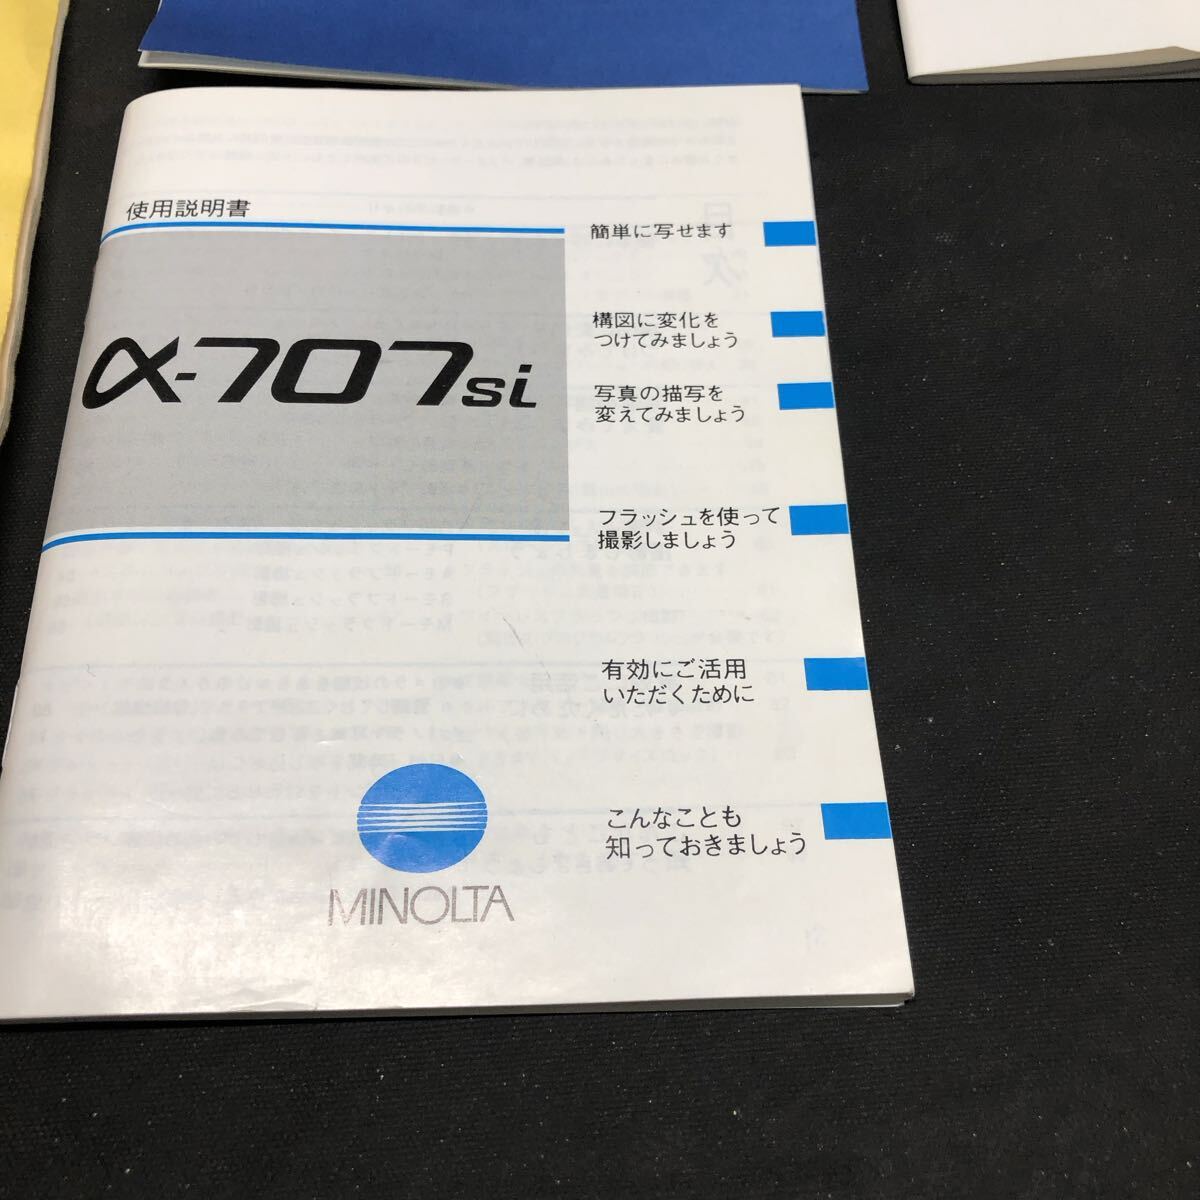 使用説明書
α-707si
簡単に写せます
構図に変化を
つけてみましょう
写真の描写を
変えてみましょう
フラッシュを使って
撮影しましょう
有効にご活用
いただくために
こんなことも
知っておきましょう
MINOLTA